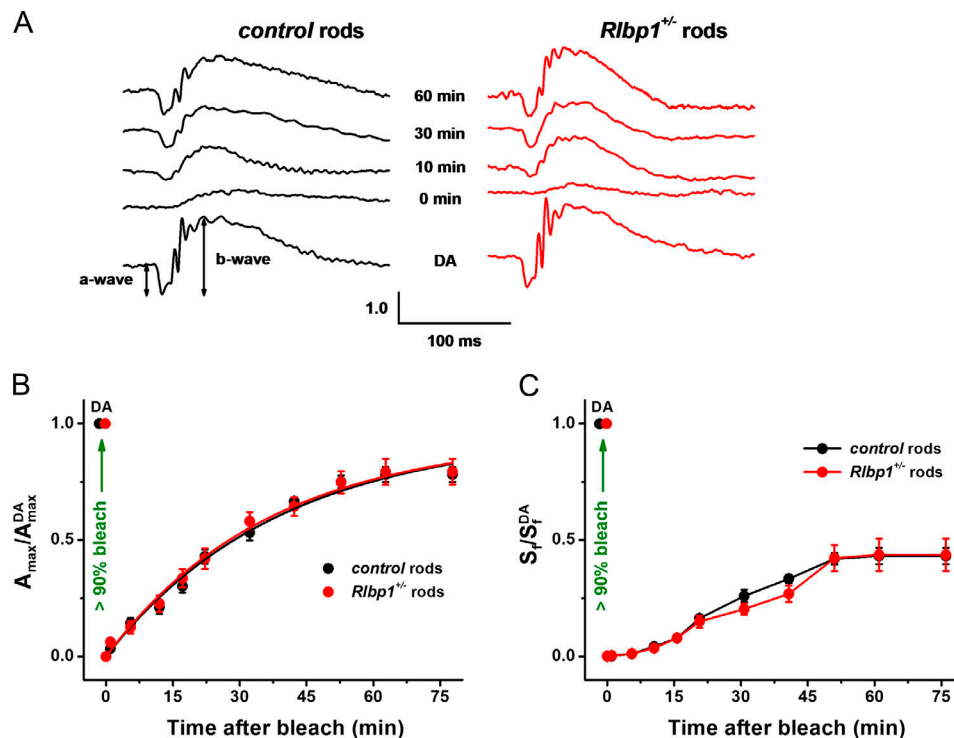 A
control rods
Rlbp1+/- rods
60 min
30 min
10 min
0 min
DA
a-wave
b-wave
1.0
100 ms
B
DA
> 90% bleach
control rods
Rlbp1+/- rods
Amax/ADAmax
1.0
0.5
0.0
0 15 30 45 60 75
Time after bleach (min)
C
DA
> 90% bleach
control rods
Rlbp1+/- rods
Sf/SfDA
1.0
0.5
0.0
0 15 30 45 60 75
Time after bleach (min)